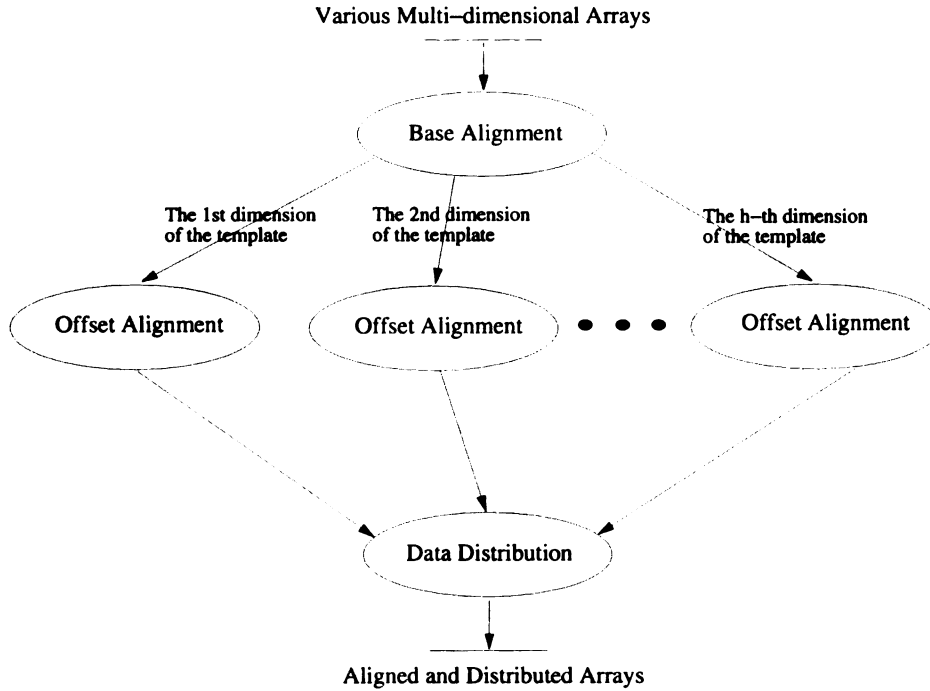 Various Multi–dimensional Arrays
Base Alignment
The 1st dimension
of the template
The 2nd dimension
of the template
The h–th dimension
of the template
Offset Alignment
Offset Alignment
Offset Alignment
Data Distribution
Aligned and Distributed Arrays